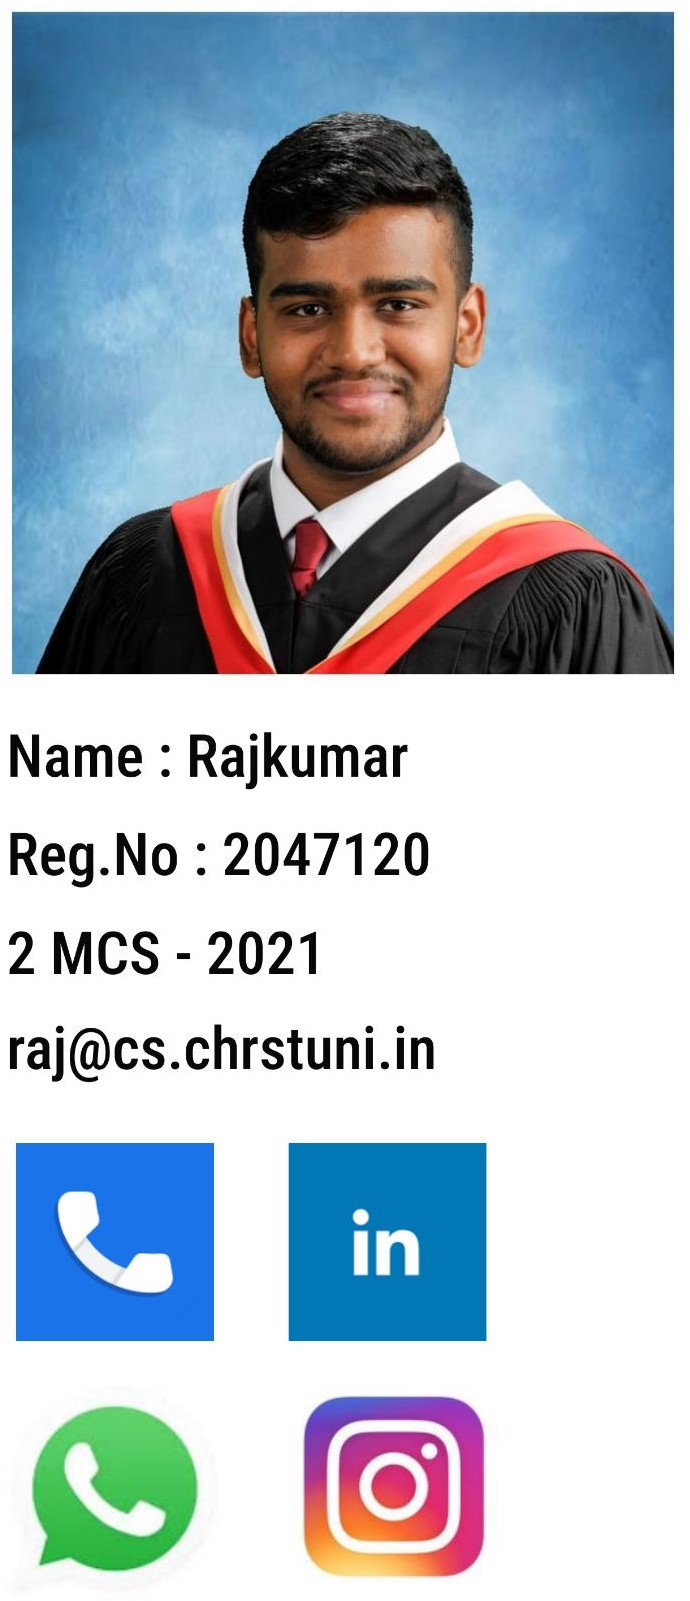 Name : Rajkumar
Reg.No : 2047120
2 MCS - 2021
raj@cs.chrstuni.in
in